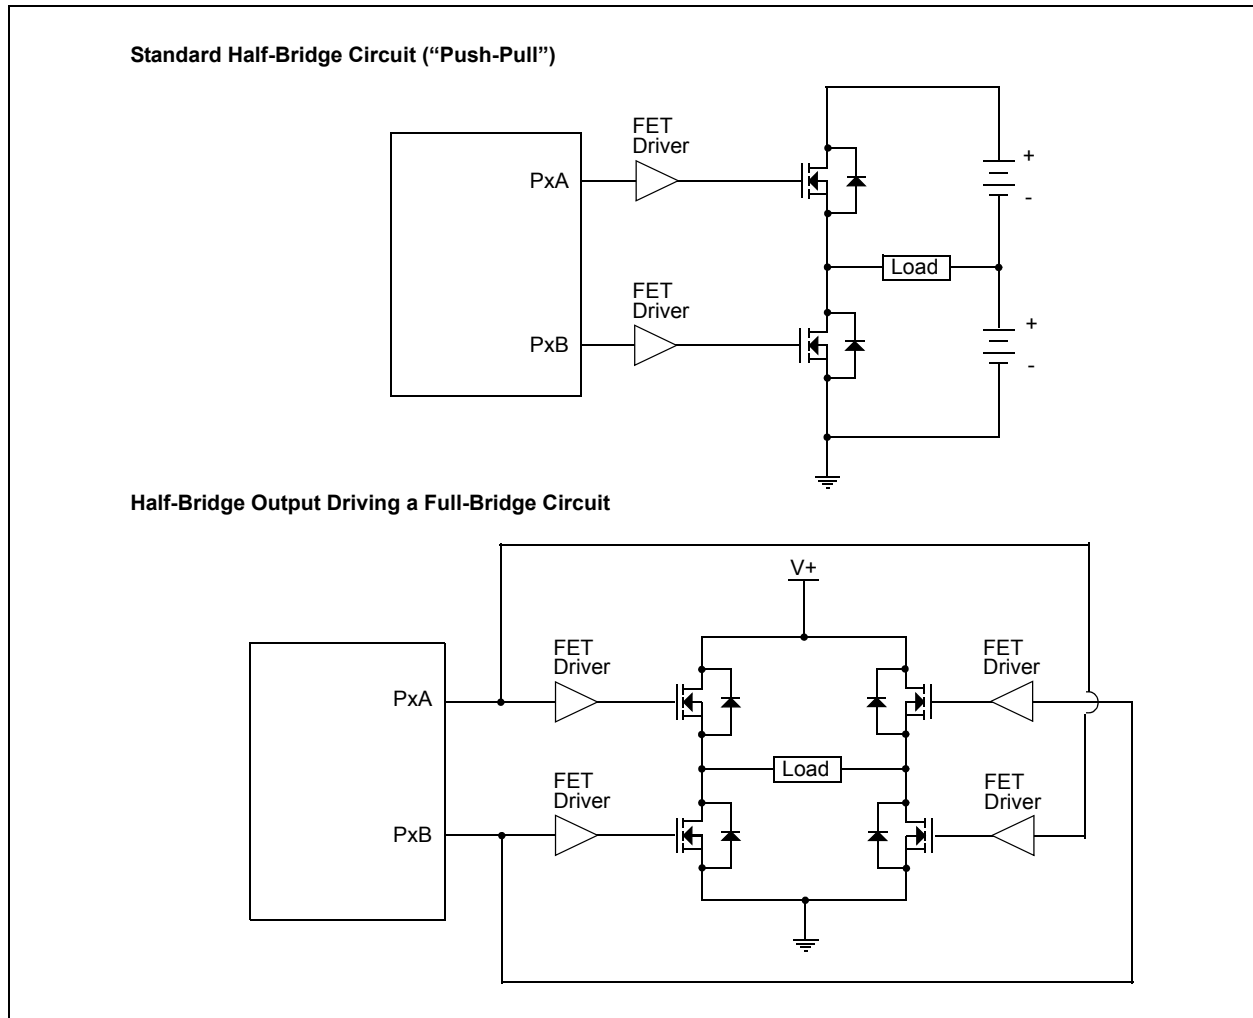 Standard Half-Bridge Circuit (“Push-Pull”)
FET
Driver
PxA
+
-
Load
FET
Driver
PxB
+
-
Half-Bridge Output Driving a Full-Bridge Circuit
V+
FET
Driver
FET
Driver
PxA
Load
FET
Driver
FET
Driver
PxB